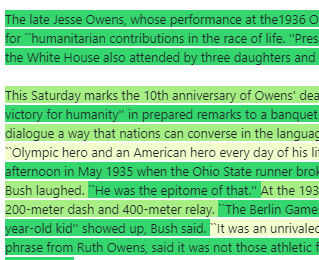 The late Jesse Owens, whose performance at the1936 O
for ``humanitarian contributions in the race of life. ''Pres
the White House also attended by three daughters and
This Saturday marks the 10th anniversary of Owens' dea
victory for humanity'' in prepared remarks to a banquet
dialogue a way that nations can converse in the languag
``Olympic hero and an American hero every day of his li
afternoon in May 1935 when the Ohio State runner brok
Bush laughed. ``He was the epitome of that.'' At the 193
200-meter dash and 400-meter relay. ``The Berlin Games
year-old kid'' showed up, Bush said. ``It was an unrivaled
phrase from Ruth Owens, said it was not those athletic f